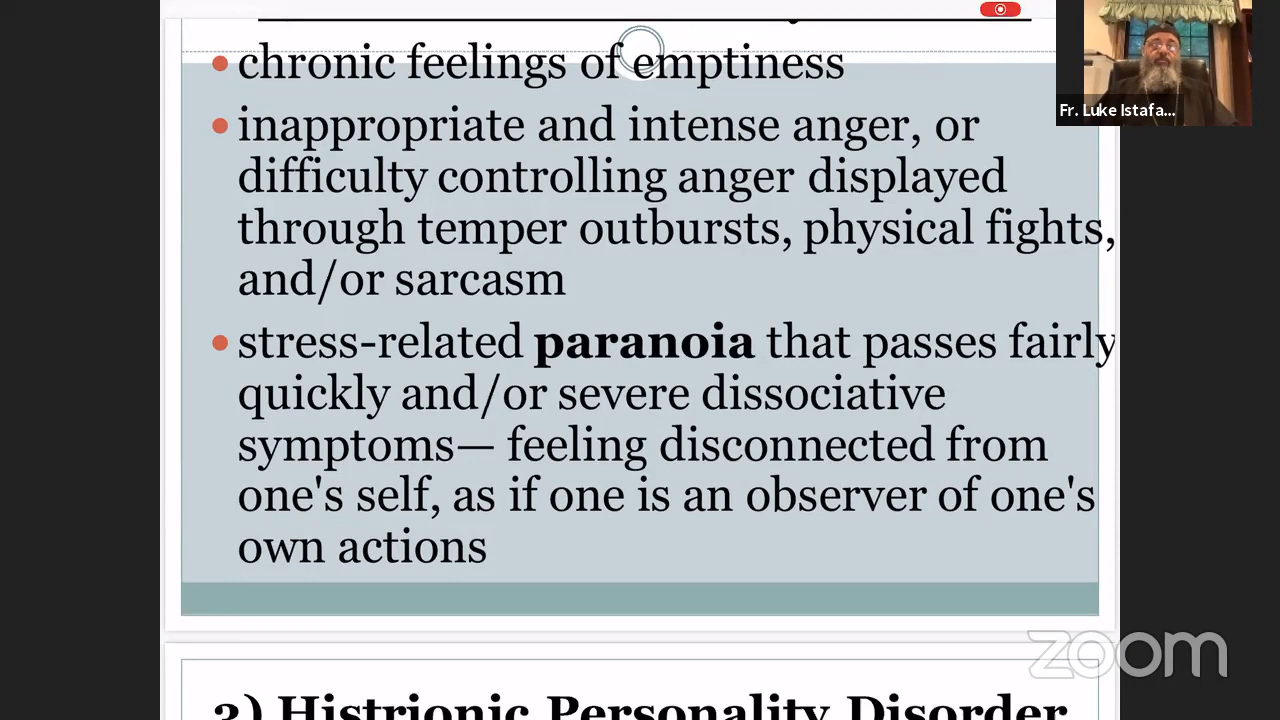 Fr. Luke Istafa...
• chronic feelings of emptiness
• inappropriate and intense anger, or
difficulty controlling anger displayed
through temper outbursts, physical fights,
and/or sarcasm
• stress-related paranoia that passes fairly
quickly and/or severe dissociative
symptoms— feeling disconnected from
one's self, as if one is an observer of one's
own actions
zoom
3) Histrionic Personality Disorder